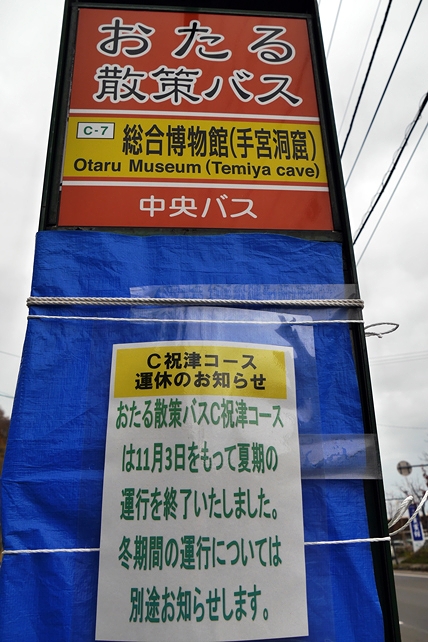 おたる
散策バス
C-7 総合博物館(手宮洞窟)
Otaru Museum (Temiya cave)
中央バス
C祝津コース
運休のお知らせ
おたる散策バスC祝津コース
は11月3日をもって夏期の
運行を終了いたしました。
冬期間の運行については
別途お知らせします。